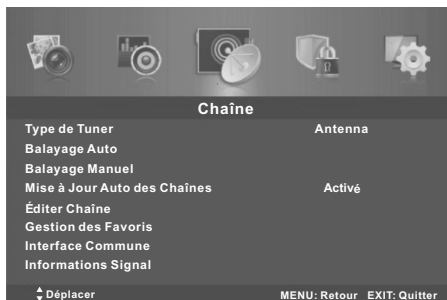 Chaîne
Type de Tuner Antenna
Balayage Auto
Balayage Manuel
Mise à Jour Auto des Chaînes Activé
Éditer Chaîne
Gestion des Favoris
Interface Commune
Informations Signal
Déplacer MENU: Retour EXIT: Quitter